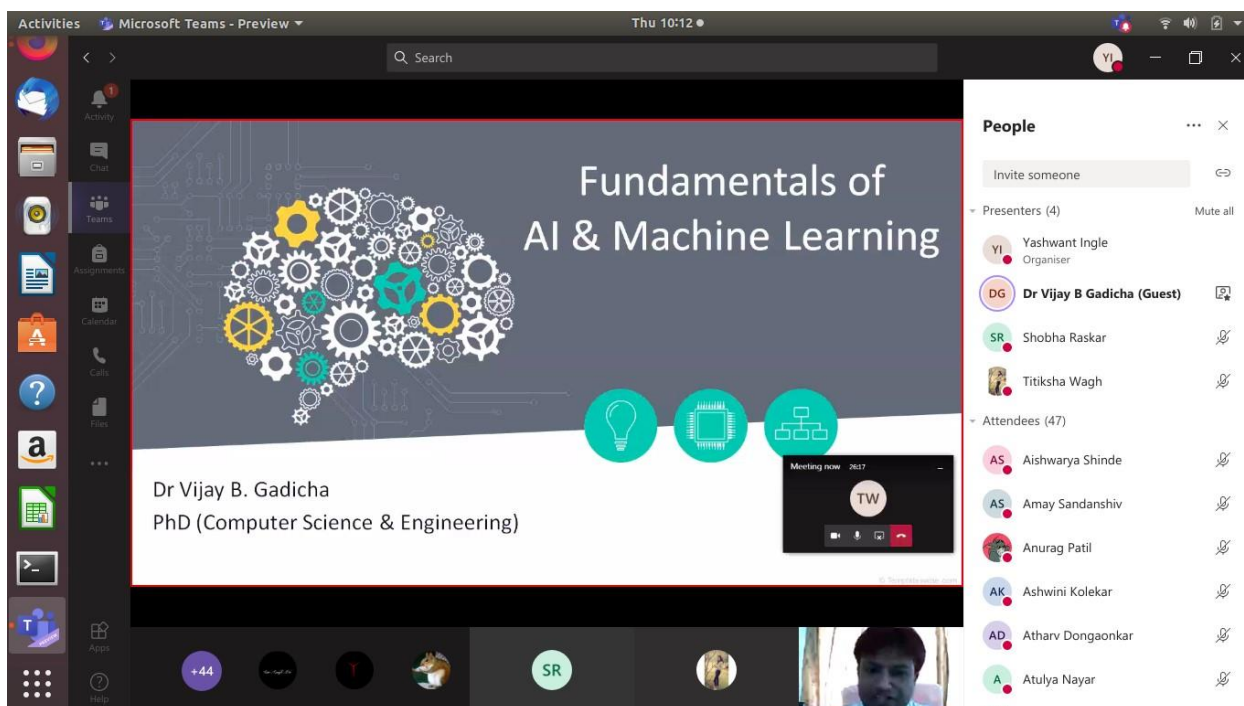 Activities
Microsoft Teams - Preview
Thu 10:12
Search
YI
1
Activity
Chat
Teams
Assignments
Calendar
Calls
Files
Apps
Help
Fundamentals of
AI & Machine Learning
Dr Vijay B. Gadicha
PhD (Computer Science & Engineering)
Meeting now 26:17
TW
+44
SR
People
Invite someone
Presenters (4) Mute all
YI Yashwant Ingle
Organiser
DG Dr Vijay B Gadicha (Guest)
SR Shobha Raskar
Titiksha Wagh
Attendees (47)
AS Aishwarya Shinde
AS Amay Sandanshiv
Anurag Patil
AK Ashwini Kolekar
AD Atharv Dongaonkar
A Atulya Nayar